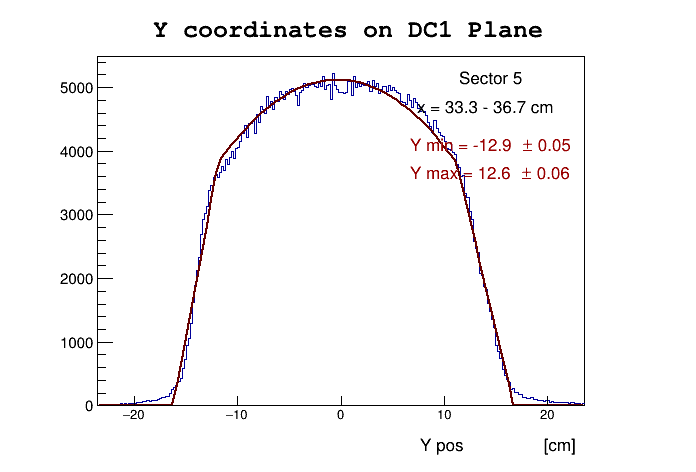 Y coordinates on DC1 Plane
Sector 5
x = 33.3 - 36.7 cm
Y min = -12.9 ± 0.05
Y max = 12.6 ± 0.06
5000
4000
3000
2000
1000
0
−20 −10 0 10 20
Y pos [cm]